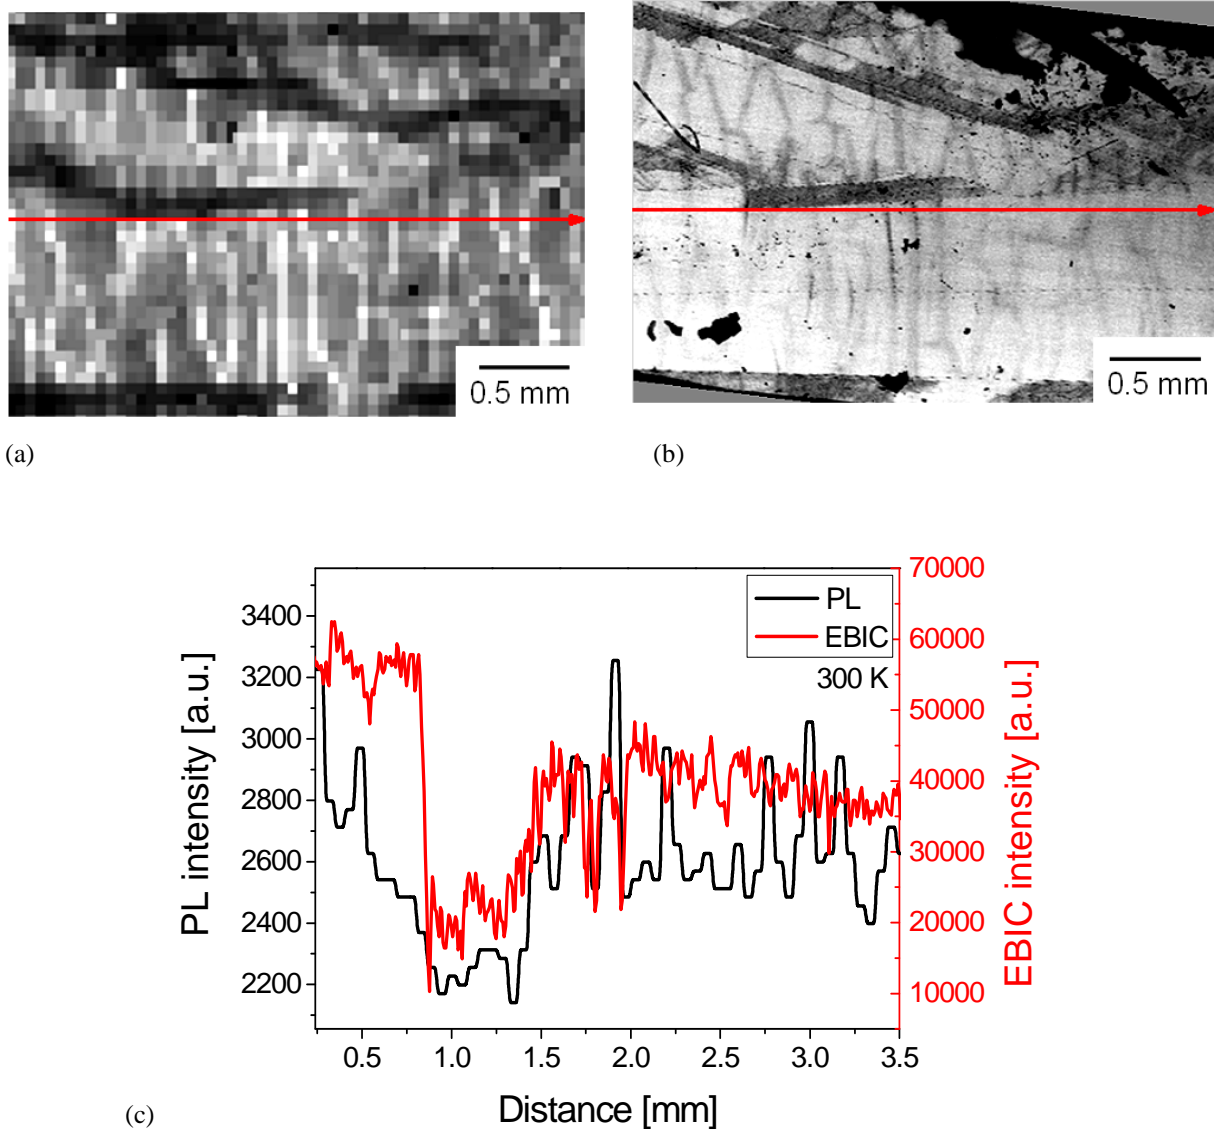 0.5 mm
0.5 mm
(a)
(b)
70000
3400
3200
3000
2800
2600
2400
2200
PL intensity [a.u.]
PL
EBIC
300 K
60000
50000
40000
30000
20000
10000
EBIC intensity [a.u.]
0.5 1.0 1.5 2.0 2.5 3.0 3.5
Distance [mm]
(c)